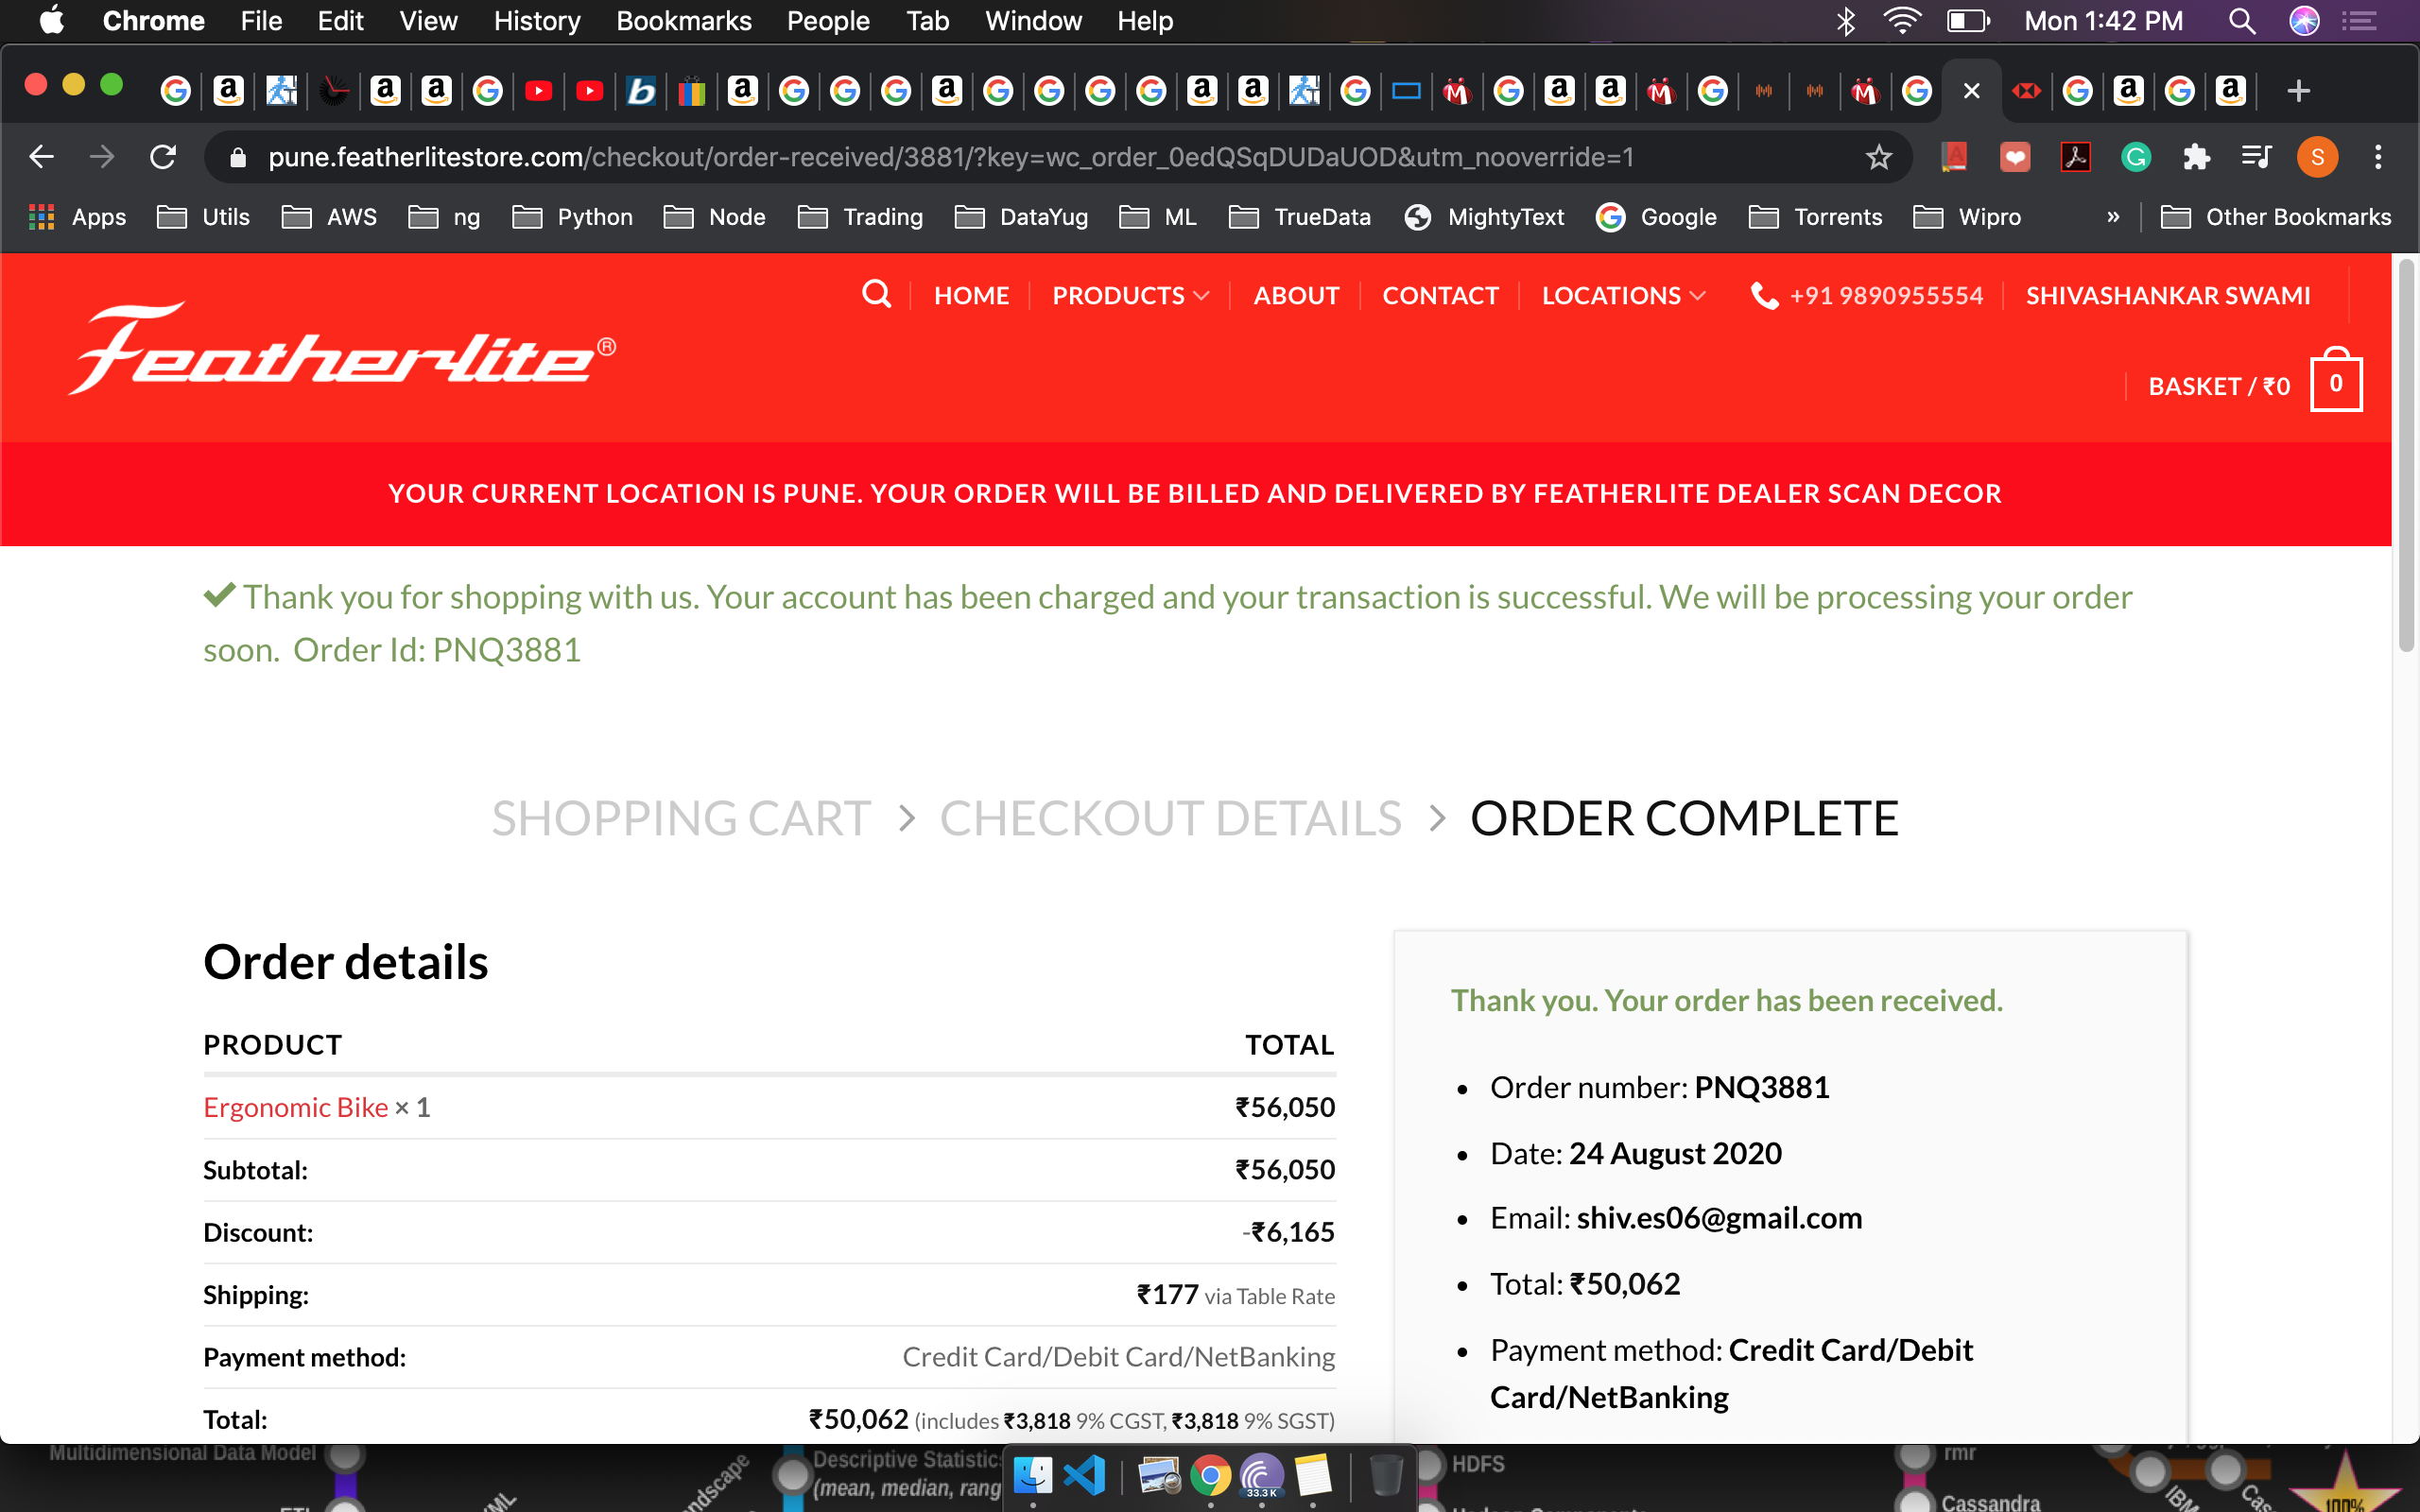 Chrome File Edit View History Bookmarks People Tab Window Help Mon 1:42 PM
pune.featherlitestore.com/checkout/order-received/3881/?key=wc_order_0edQSqDUDaUOD&utm_nooverride=1
S
Apps Utils AWS ng Python Node Trading DataYug ML TrueData MightyText Google Torrents Wipro » Other Bookmarks
HOME PRODUCTS ABOUT CONTACT LOCATIONS +91 9890955554 SHIVASHANKAR SWAMI
Featherlite®
BASKET / ₹0 0
YOUR CURRENT LOCATION IS PUNE. YOUR ORDER WILL BE BILLED AND DELIVERED BY FEATHERLITE DEALER SCAN DECOR
Thank you for shopping with us. Your account has been charged and your transaction is successful. We will be processing your order
soon. Order Id: PNQ3881
SHOPPING CART > CHECKOUT DETAILS > ORDER COMPLETE
Order details
PRODUCT TOTAL
Ergonomic Bike × 1 ₹56,050
Subtotal: ₹56,050
Discount: -₹6,165
Shipping: ₹177 via Table Rate
Payment method: Credit Card/Debit Card/NetBanking
Total: ₹50,062 (includes ₹3,818 9% CGST, ₹3,818 9% SGST)
Thank you. Your order has been received.
• Order number: PNQ3881
• Date: 24 August 2020
• Email: shiv.es06@gmail.com
• Total: ₹50,062
• Payment method: Credit Card/Debit
Card/NetBanking
Multidimensional Data Model
Descriptive Statistics
(mean, median, rang
33.3 K
HDFS
rmr
Cassandra
IBM
100%